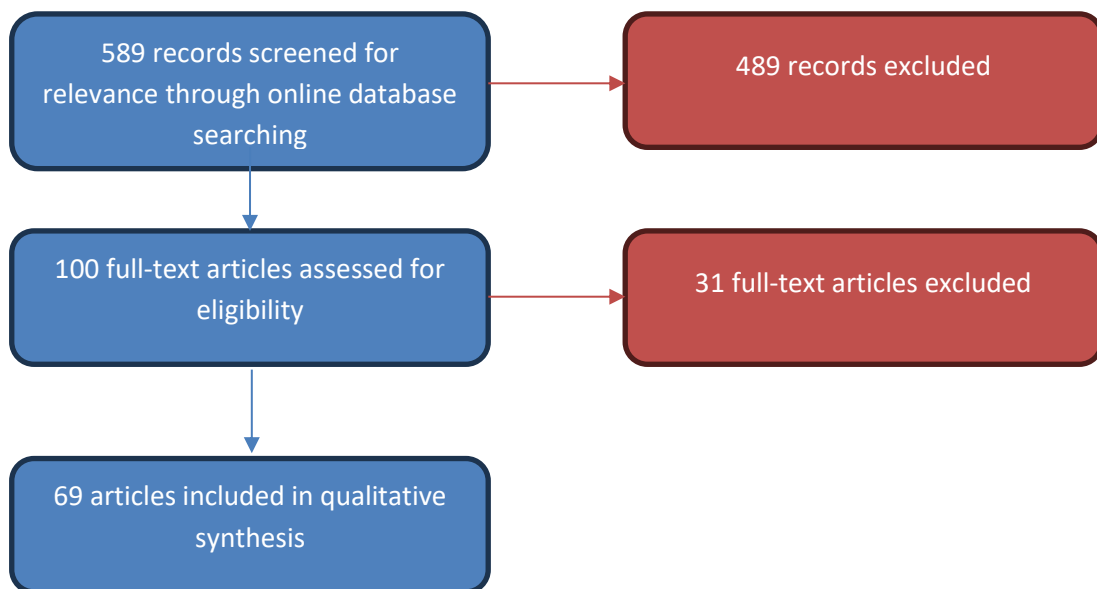 589 records screened for
relevance through online database
searching
489 records excluded
100 full-text articles assessed for
eligibility
31 full-text articles excluded
69 articles included in qualitative
synthesis